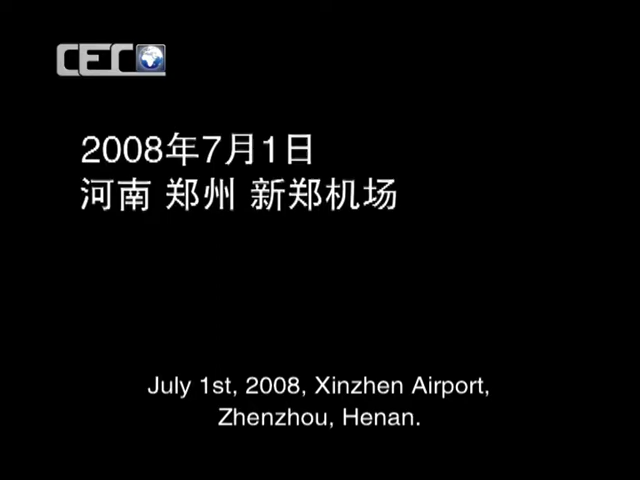 CEC
2008年7月1日
河南 郑州 新郑机场
July 1st, 2008, Xinzhen Airport,
Zhenzhou, Henan.